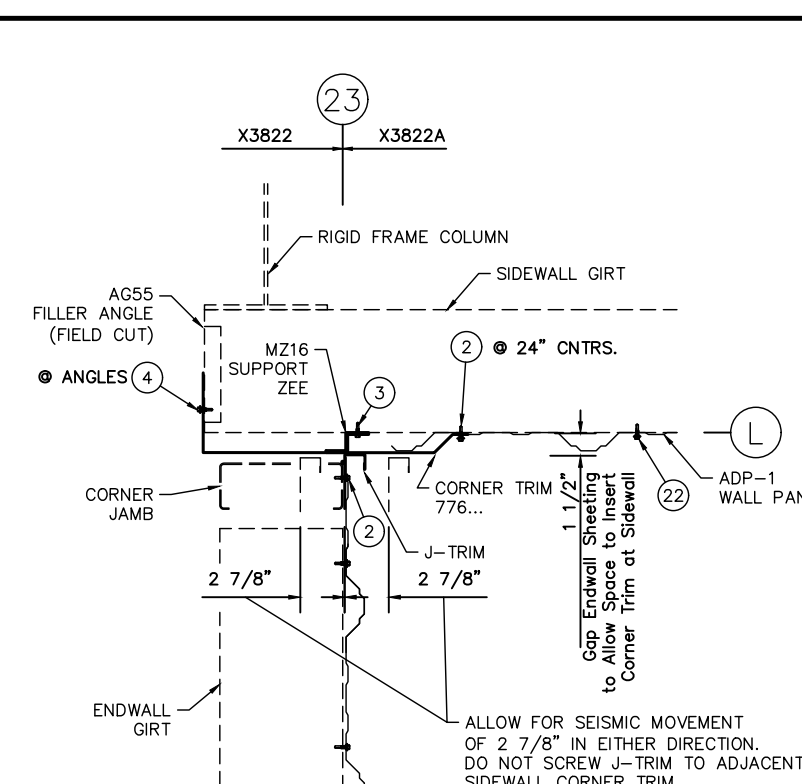 23
X3822 X3822A
RIGID FRAME COLUMN
SIDEWALL GIRT
AG55
FILLER ANGLE
(FIELD CUT)
MZ16
SUPPORT
ZEE
2 @ 24" CNTRS.
@ ANGLES 4
3
L
CORNER
JAMB
CORNER TRIM
776...
22
ADP-1
WALL PAN
2
J-TRIM
1 1/2"
Gap Endwall Sheeting
to Allow Space to Insert
Corner Trim at Sidewall
2 7/8" 2 7/8"
ENDWALL
GIRT
ALLOW FOR SEISMIC MOVEMENT
OF 2 7/8" IN EITHER DIRECTION.
DO NOT SCREW J-TRIM TO ADJACENT
SIDEWALL CORNER TRIM